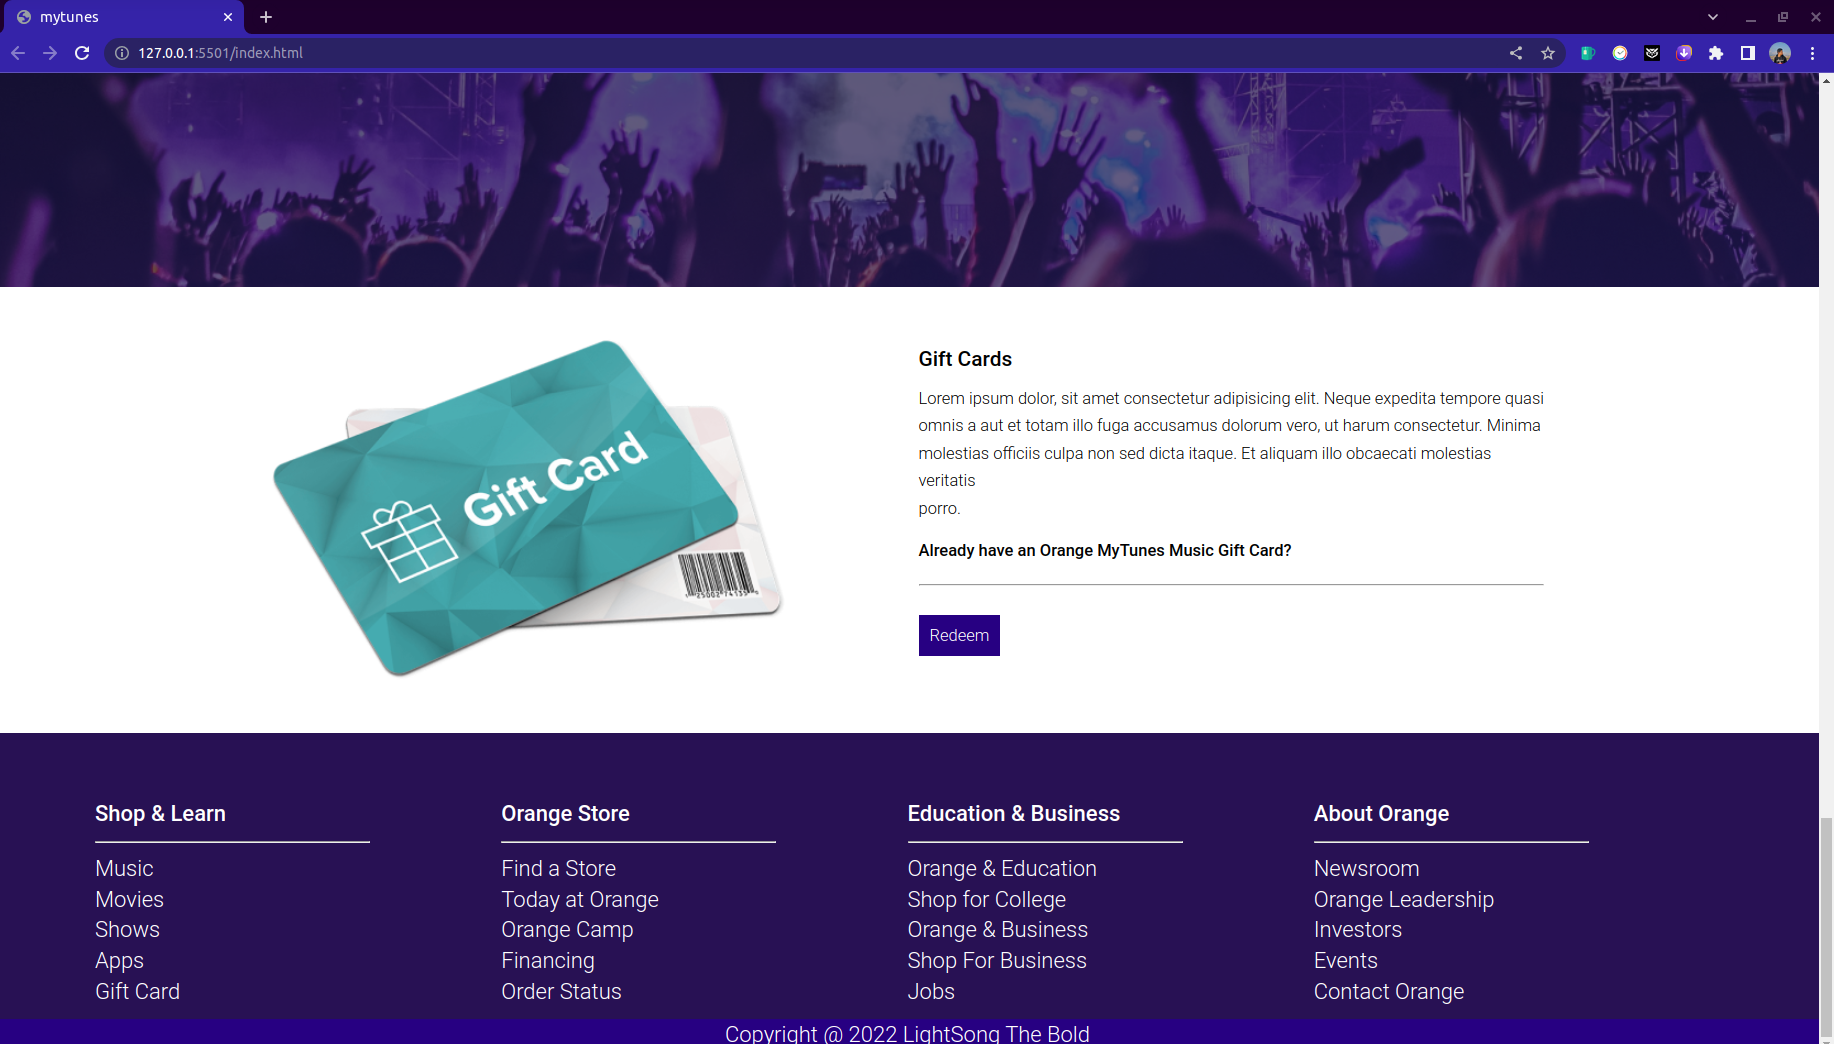 mytunes
127.0.0.1:5501/index.html
Gift Card
Gift Cards
Lorem ipsum dolor, sit amet consectetur adipisicing elit. Neque expedita tempore quasi
omnis a aut et totam illo fuga accusamus dolorum vero, ut harum consectetur. Minima
molestias officiis culpa non sed dicta itaque. Et aliquam illo obcaecati molestias
veritatis
porro.
Already have an Orange MyTunes Music Gift Card?
Redeem
Shop & Learn
Music
Movies
Shows
Apps
Gift Card
Orange Store
Find a Store
Today at Orange
Orange Camp
Financing
Order Status
Education & Business
Orange & Education
Shop for College
Orange & Business
Shop For Business
Jobs
About Orange
Newsroom
Orange Leadership
Investors
Events
Contact Orange
Copyright @ 2022 LightSong The Bold